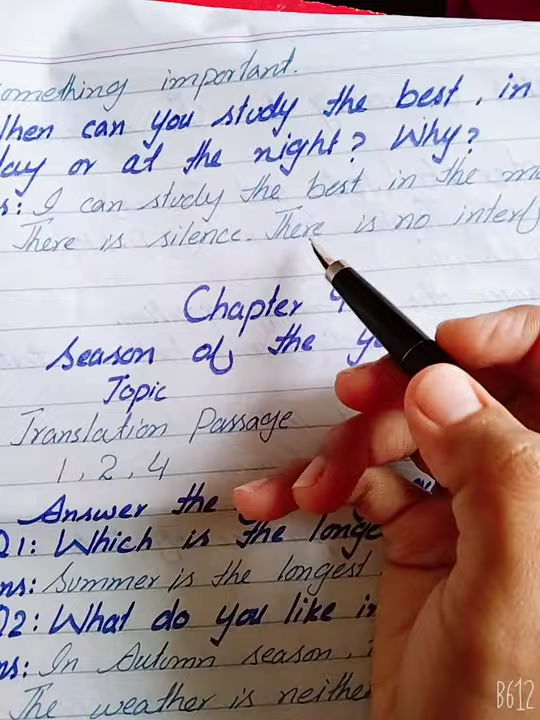 something important.
When can you study the best, in
day or at the night? Why?
s: I can study the best in the
There is silence. There is no
Chapter
Season of the
Topic
Translation Passage
1, 2, 4
Answer the
Q1: Which is the longe
ns: Summer is the longest
Q2: What do you like in
ns: In Autumn season,
The weather is neither
B612